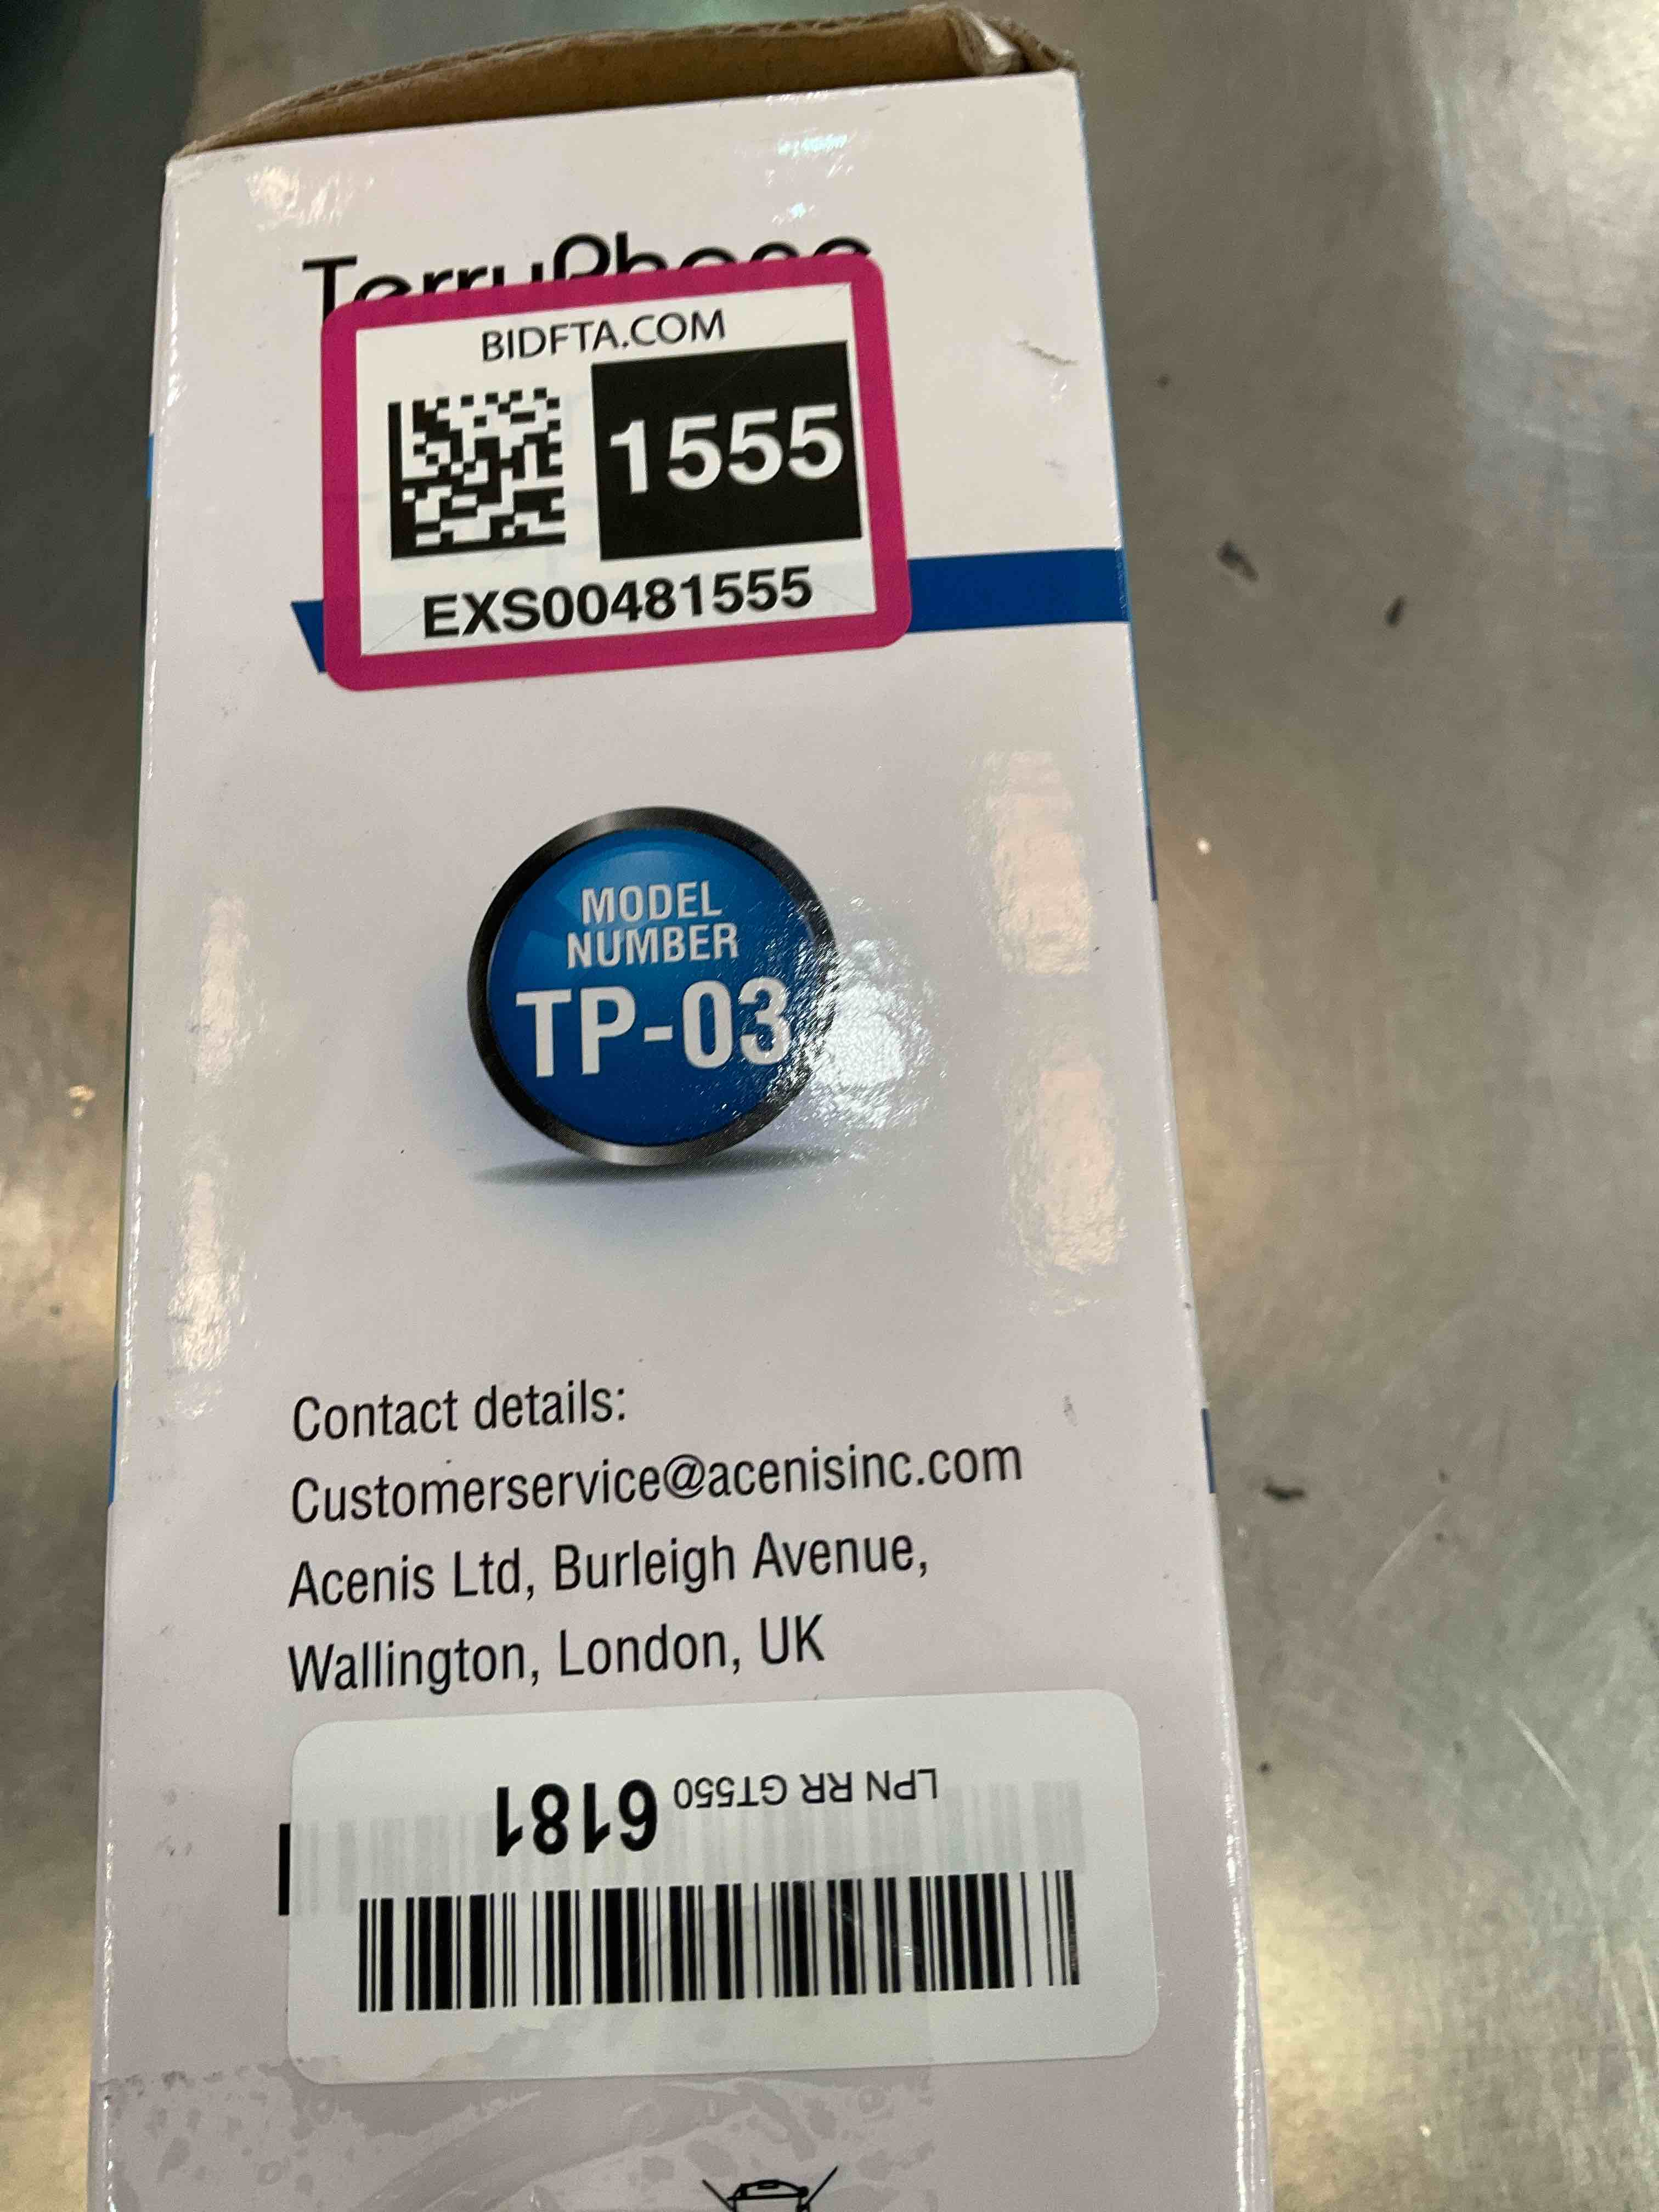 TerryPhone
BIDFTA.COM
1555
EXS00481555
MODEL
NUMBER
TP-03
Contact details:
Customerservice@acenisinc.com
Acenis Ltd, Burleigh Avenue,
Wallington, London, UK
LPN RR GT550 6181